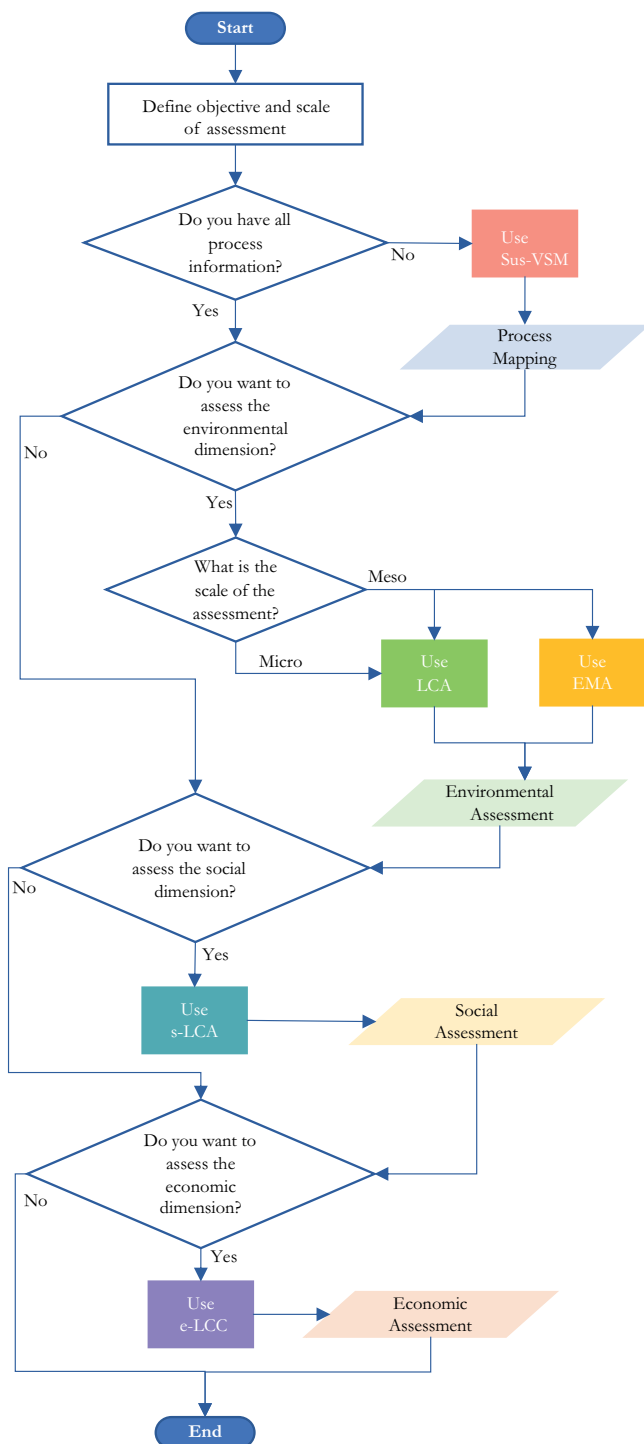 Start
Define objective and scale
of assessment
Do you have all
process
information?
No
Use
Sus-VSM
Yes
Process
Mapping
Do you want to
assess the
environmental
dimension?
No
Yes
What is the
scale of the
assessment?
Meso
Micro
Use
LCA
Use
EMA
Environmental
Assessment
Do you want to
assess the social
dimension?
No
Yes
Use
s-LCA
Social
Assessment
Do you want to
assess the
economic
dimension?
No
Yes
Use
e-LCC
Economic
Assessment
End